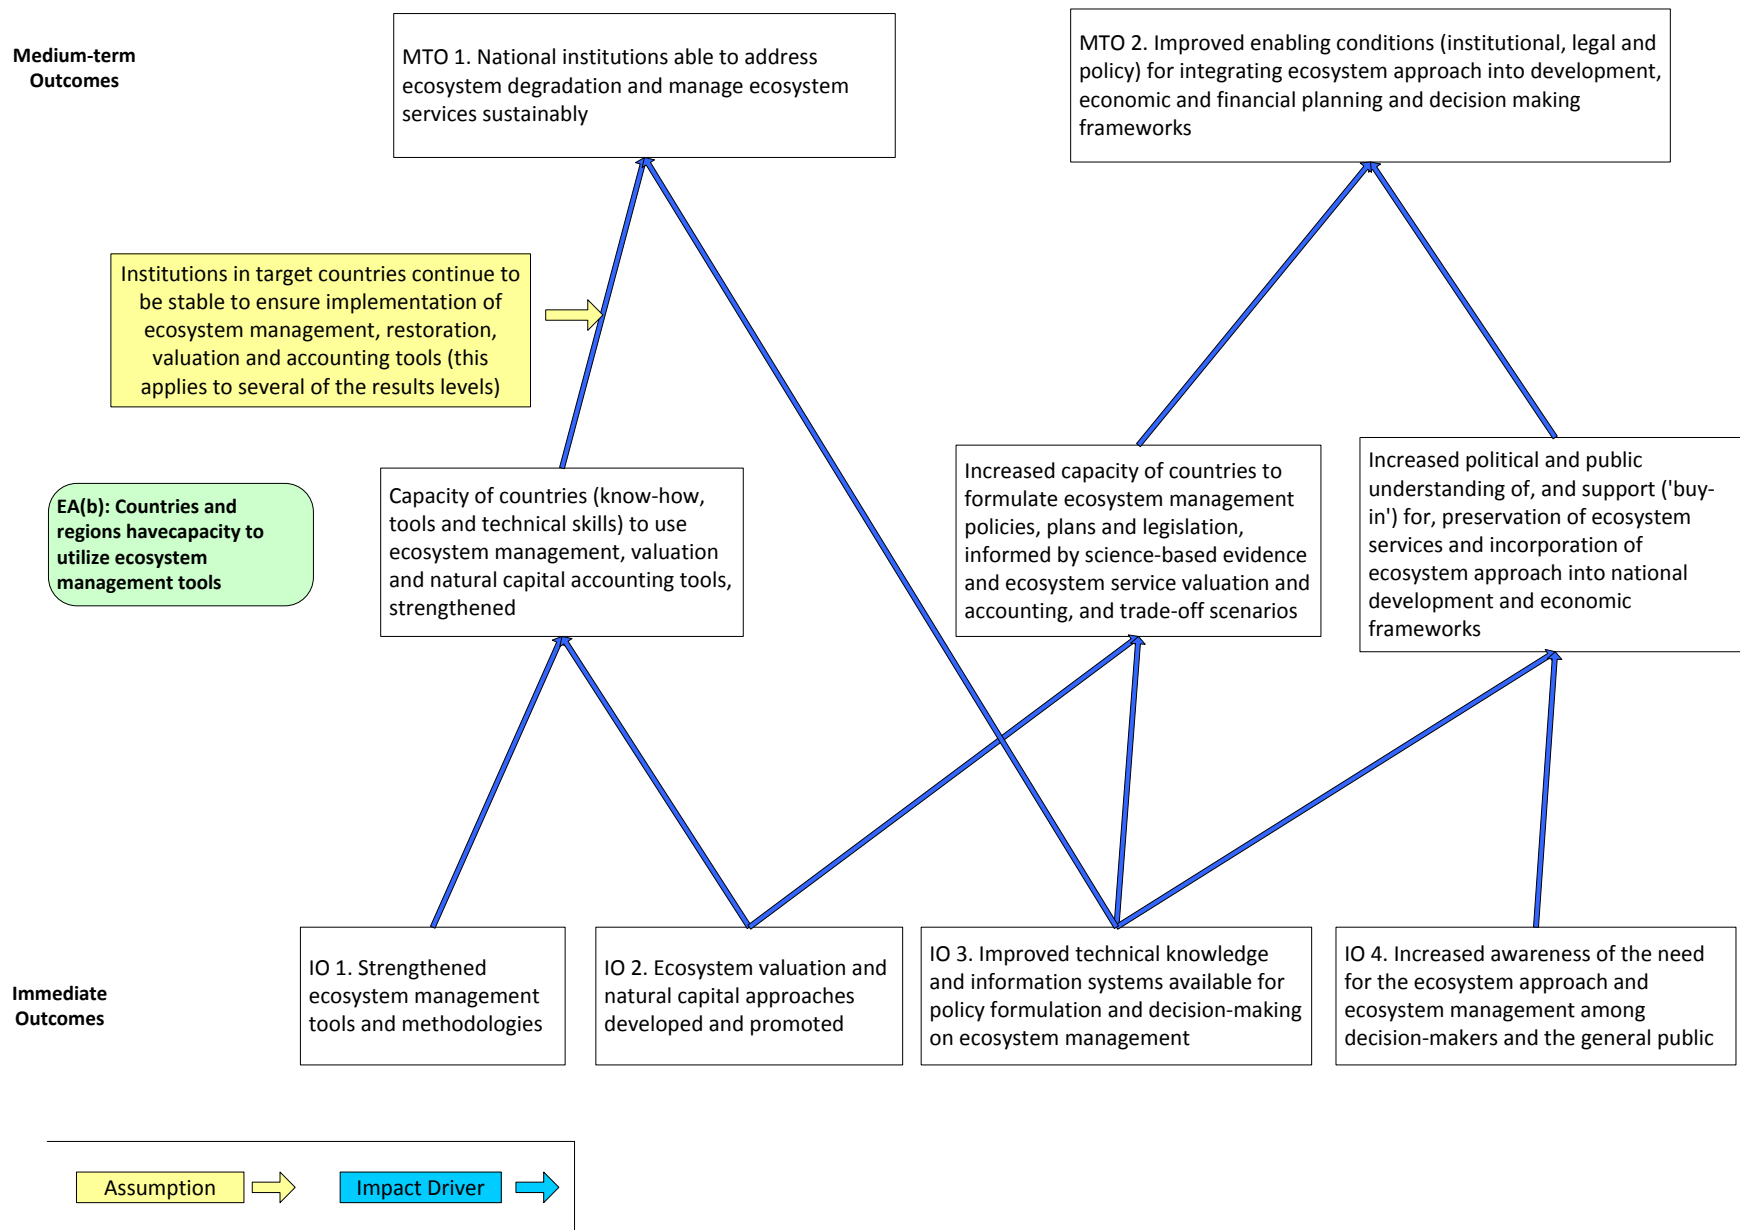 Medium-term
Outcomes
MTO 1. National institutions able to address
ecosystem degradation and manage ecosystem
services sustainably
MTO 2. Improved enabling conditions (institutional, legal and
policy) for integrating ecosystem approach into development,
economic and financial planning and decision making
frameworks
Institutions in target countries continue to
be stable to ensure implementation of
ecosystem management, restoration,
valuation and accounting tools (this
applies to several of the results levels)
EA(b): Countries and
regions havecapacity to
utilize ecosystem
management tools
Capacity of countries (know-how,
tools and technical skills) to use
ecosystem management, valuation
and natural capital accounting tools,
strengthened
Increased capacity of countries to
formulate ecosystem management
policies, plans and legislation,
informed by science-based evidence
and ecosystem service valuation and
accounting, and trade-off scenarios
Increased political and public
understanding of, and support ('buy-
in') for, preservation of ecosystem
services and incorporation of
ecosystem approach into national
development and economic
frameworks
Immediate
Outcomes
IO 1. Strengthened
ecosystem management
tools and methodologies
IO 2. Ecosystem valuation and
natural capital approaches
developed and promoted
IO 3. Improved technical knowledge
and information systems available for
policy formulation and decision-making
on ecosystem management
IO 4. Increased awareness of the need
for the ecosystem approach and
ecosystem management among
decision-makers and the general public
Assumption
Impact Driver